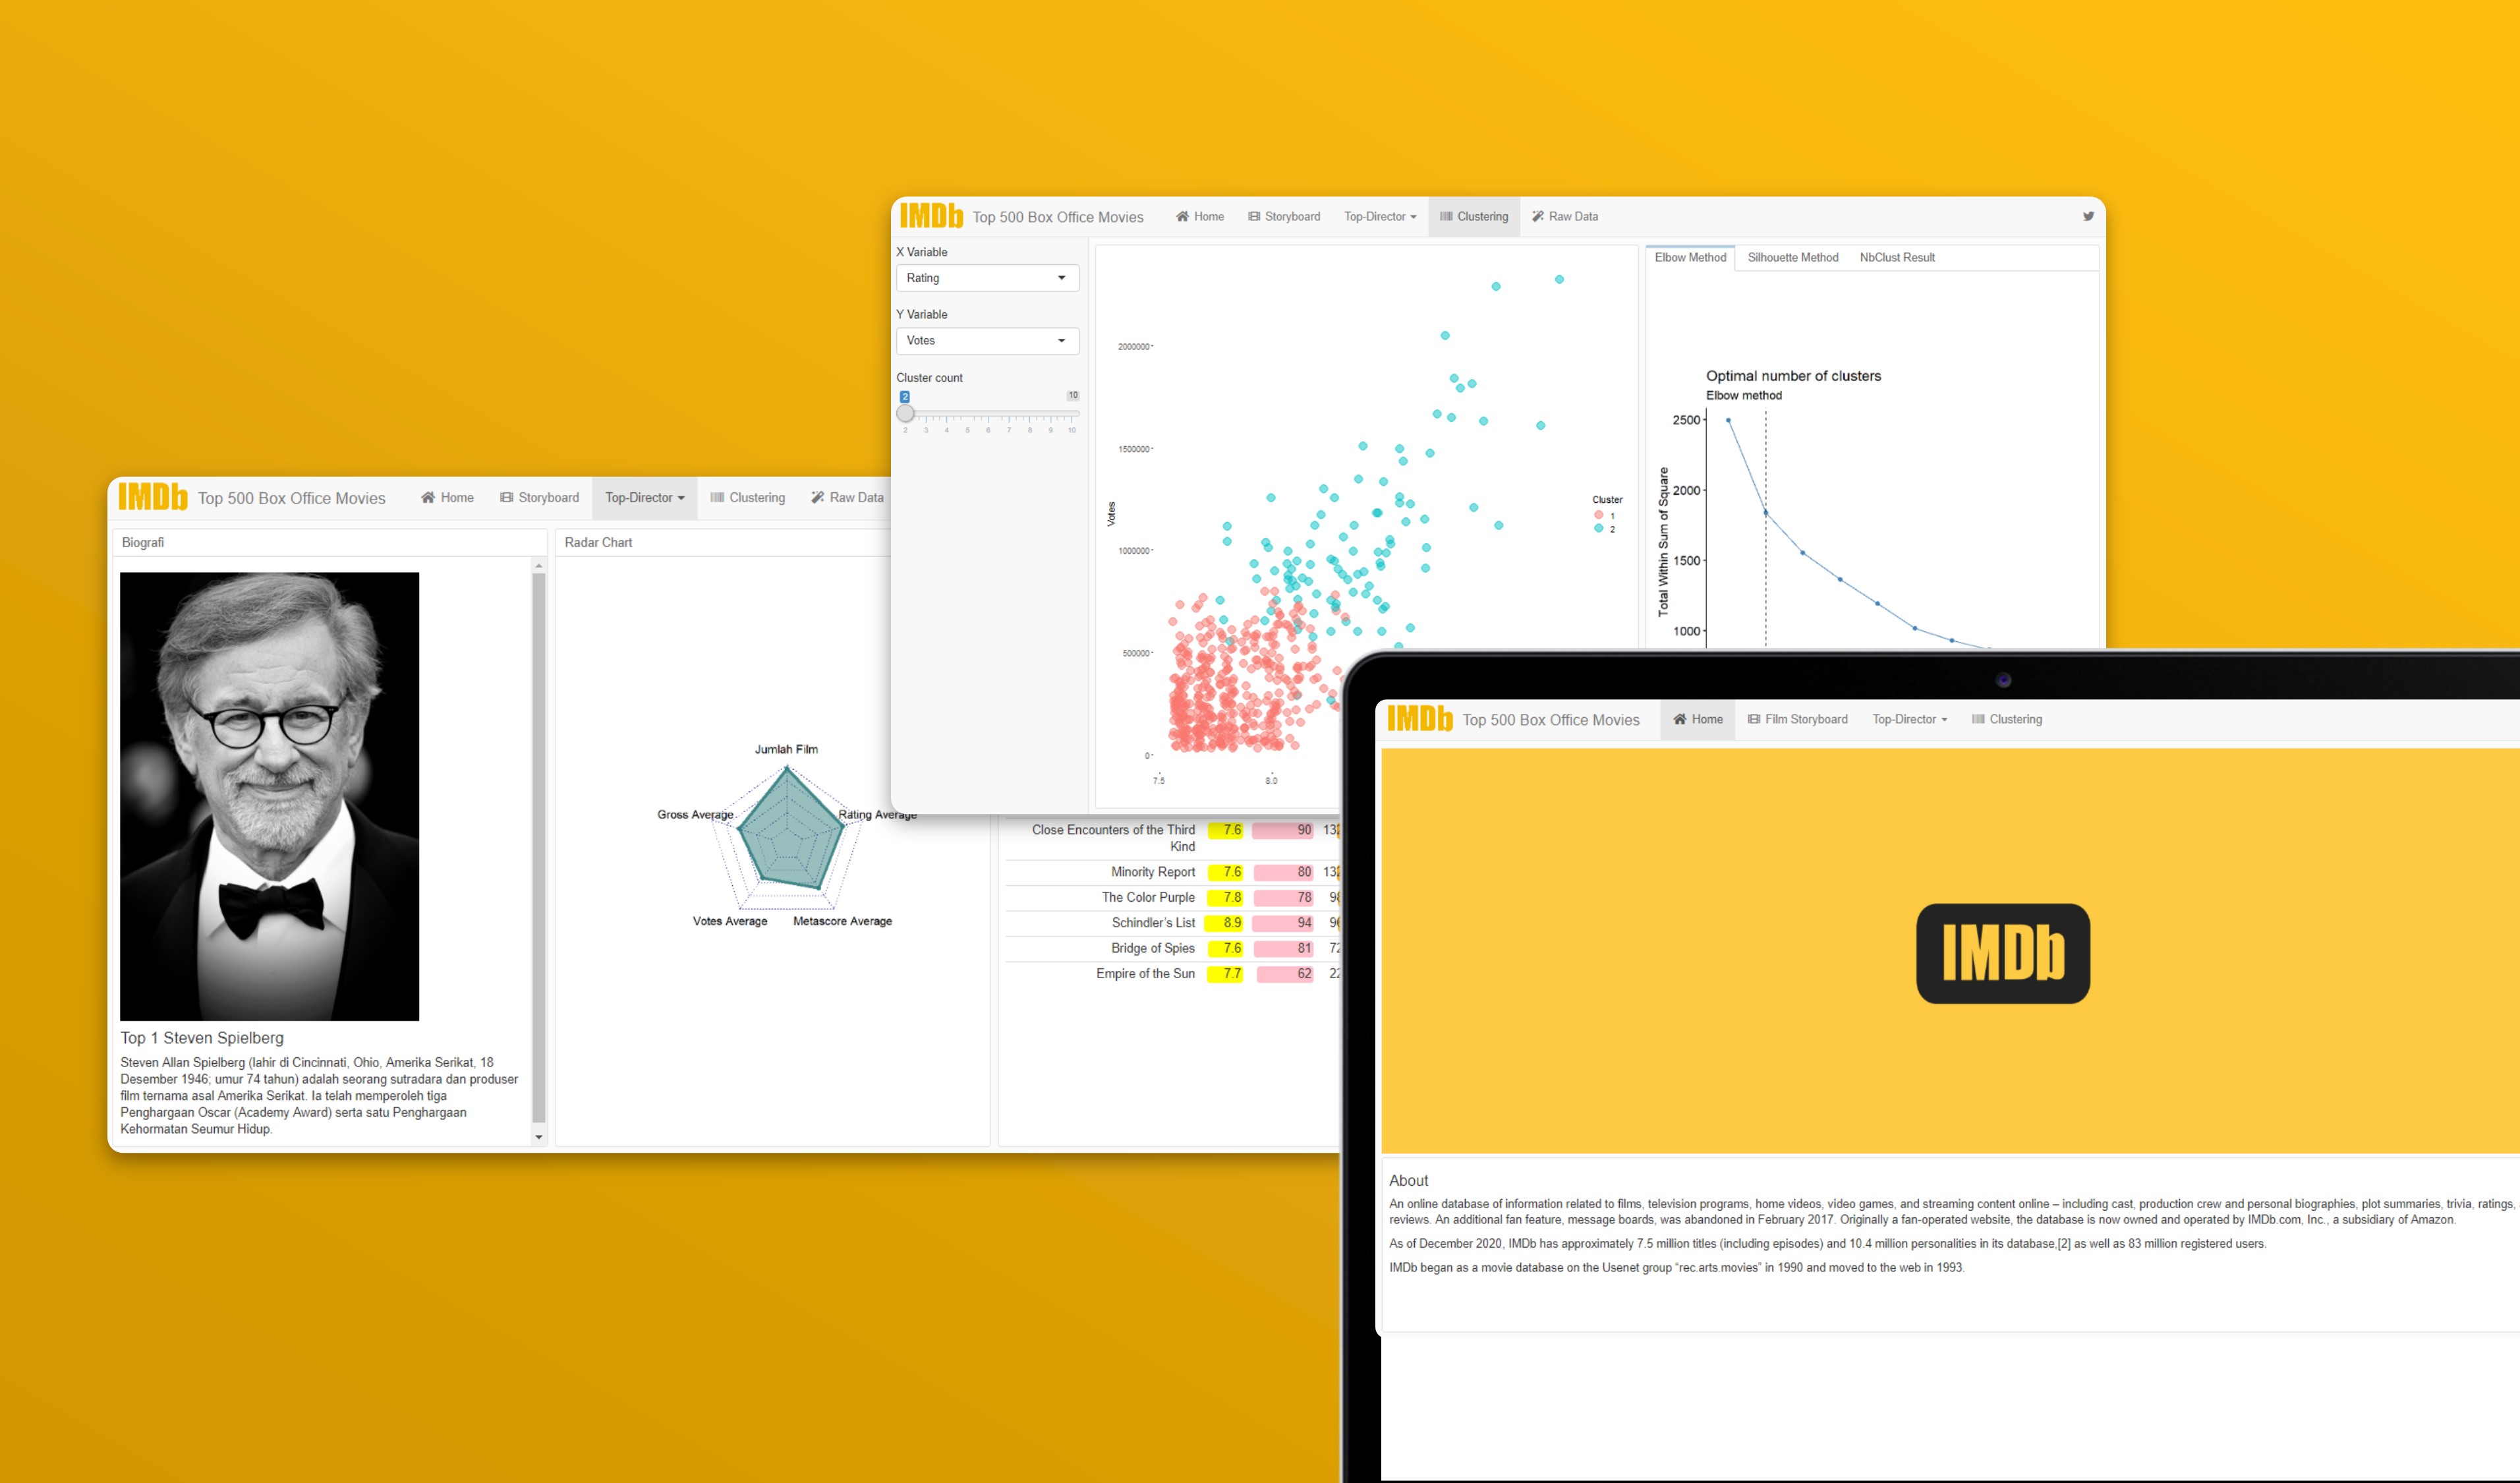 IMDb Top 500 Box Office Movies Home Storyboard Top-Director Clustering Raw Data
X Variable
Rating
Y Variable
Votes
Cluster count
2 10
2 3 4 5 6 7 8 9 10
2000000
1500000
1000000
500000
0
Votes
7.5 8.0
Cluster
1
2
Elbow Method Silhouette Method NbClust Result
Optimal number of clusters
Elbow method
2500
2000
1500
1000
Total Within Sum of Square
IMDb Top 500 Box Office Movies Home Storyboard Top-Director Clustering Raw Data
Biografi
Top 1 Steven Spielberg
Steven Allan Spielberg (lahir di Cincinnati, Ohio, Amerika Serikat, 18
Desember 1946; umur 74 tahun) adalah seorang sutradara dan produser
film ternama asal Amerika Serikat. Ia telah memperoleh tiga
Penghargaan Oscar (Academy Award) serta satu Penghargaan
Kehormatan Seumur Hidup.
Radar Chart
Jumlah Film
Gross Average
Rating Average
Votes Average
Metascore Average
Close Encounters of the Third 7.6 90
Kind
Minority Report 7.6 80
The Color Purple 7.8 78
Schindler's List 8.9 94
Bridge of Spies 7.6 81
Empire of the Sun 7.7 62
IMDb Top 500 Box Office Movies Home Film Storyboard Top-Director Clustering
IMDb
About
An online database of information related to films, television programs, home videos, video games, and streaming content online – including cast, production crew and personal biographies, plot summaries, trivia, ratings,
reviews. An additional fan feature, message boards, was abandoned in February 2017. Originally a fan-operated website, the database is now owned and operated by IMDb.com, Inc., a subsidiary of Amazon.
As of December 2020, IMDb has approximately 7.5 million titles (including episodes) and 10.4 million personalities in its database,[2] as well as 83 million registered users.
IMDb began as a movie database on the Usenet group “rec.arts.movies” in 1990 and moved to the web in 1993.